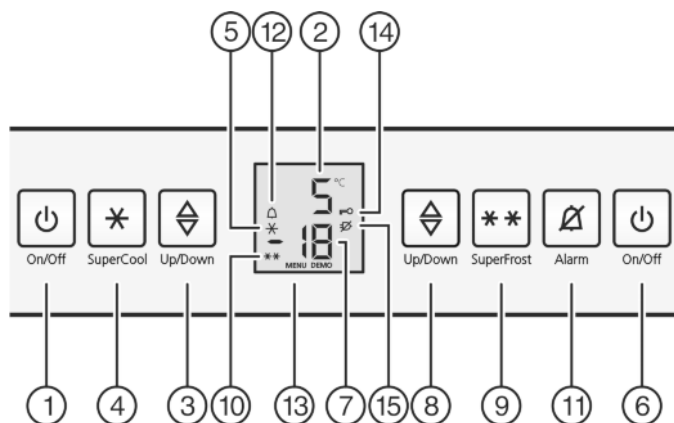 5 12 2 14
5 °C
On/Off SuperCool Up/Down -18 Up/Down SuperFrost Alarm On/Off
MENU DEMO
1 4 3 10 13 7 15 8 9 11 6